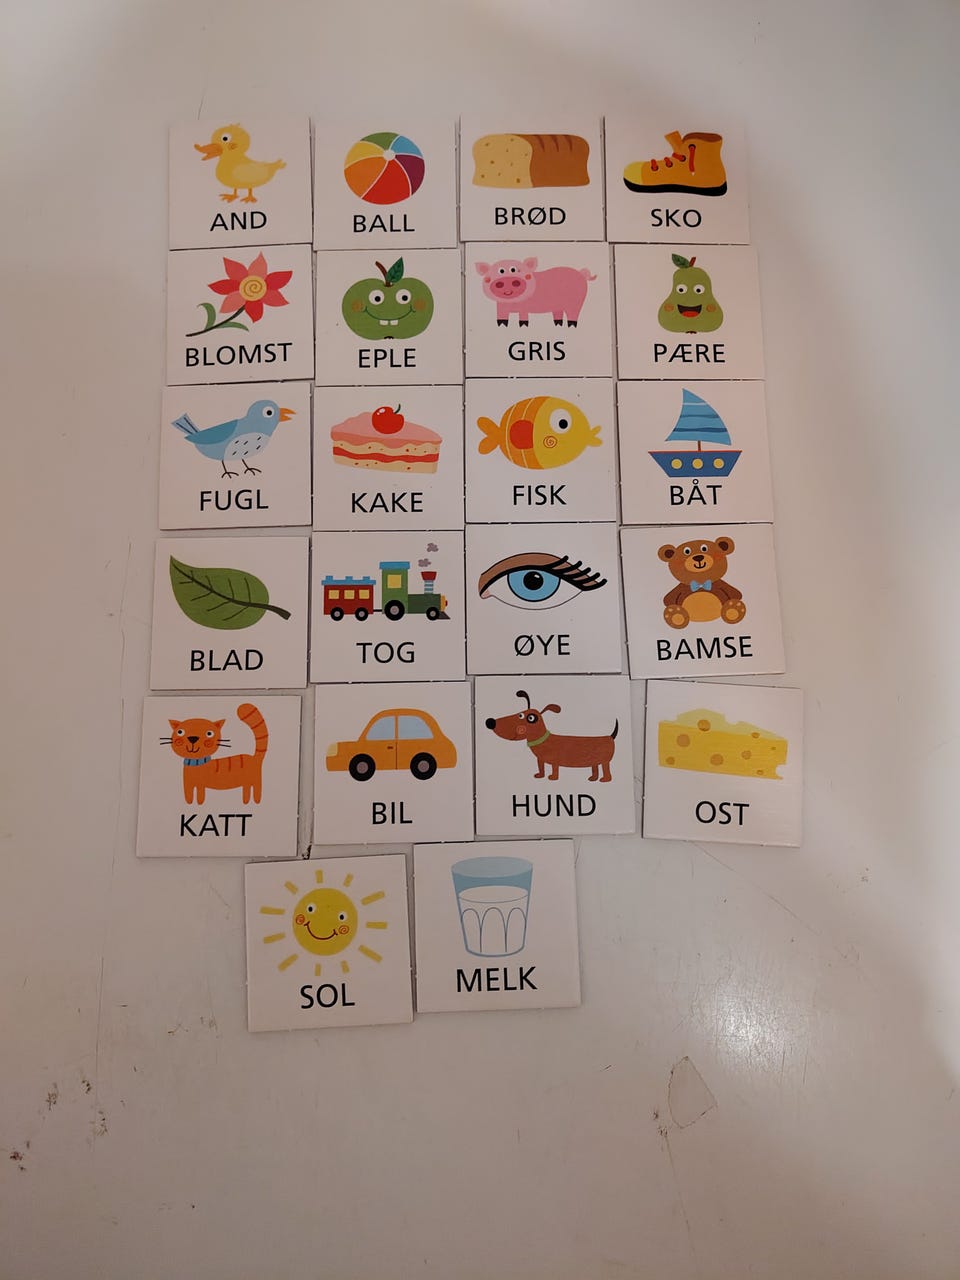 AND
BALL
BRØD
SKO
BLOMST
EPLE
GRIS
PÆRE
FUGL
KAKE
FISK
BÅT
BLAD
TOG
ØYE
BAMSE
KATT
BIL
HUND
OST
SOL
MELK